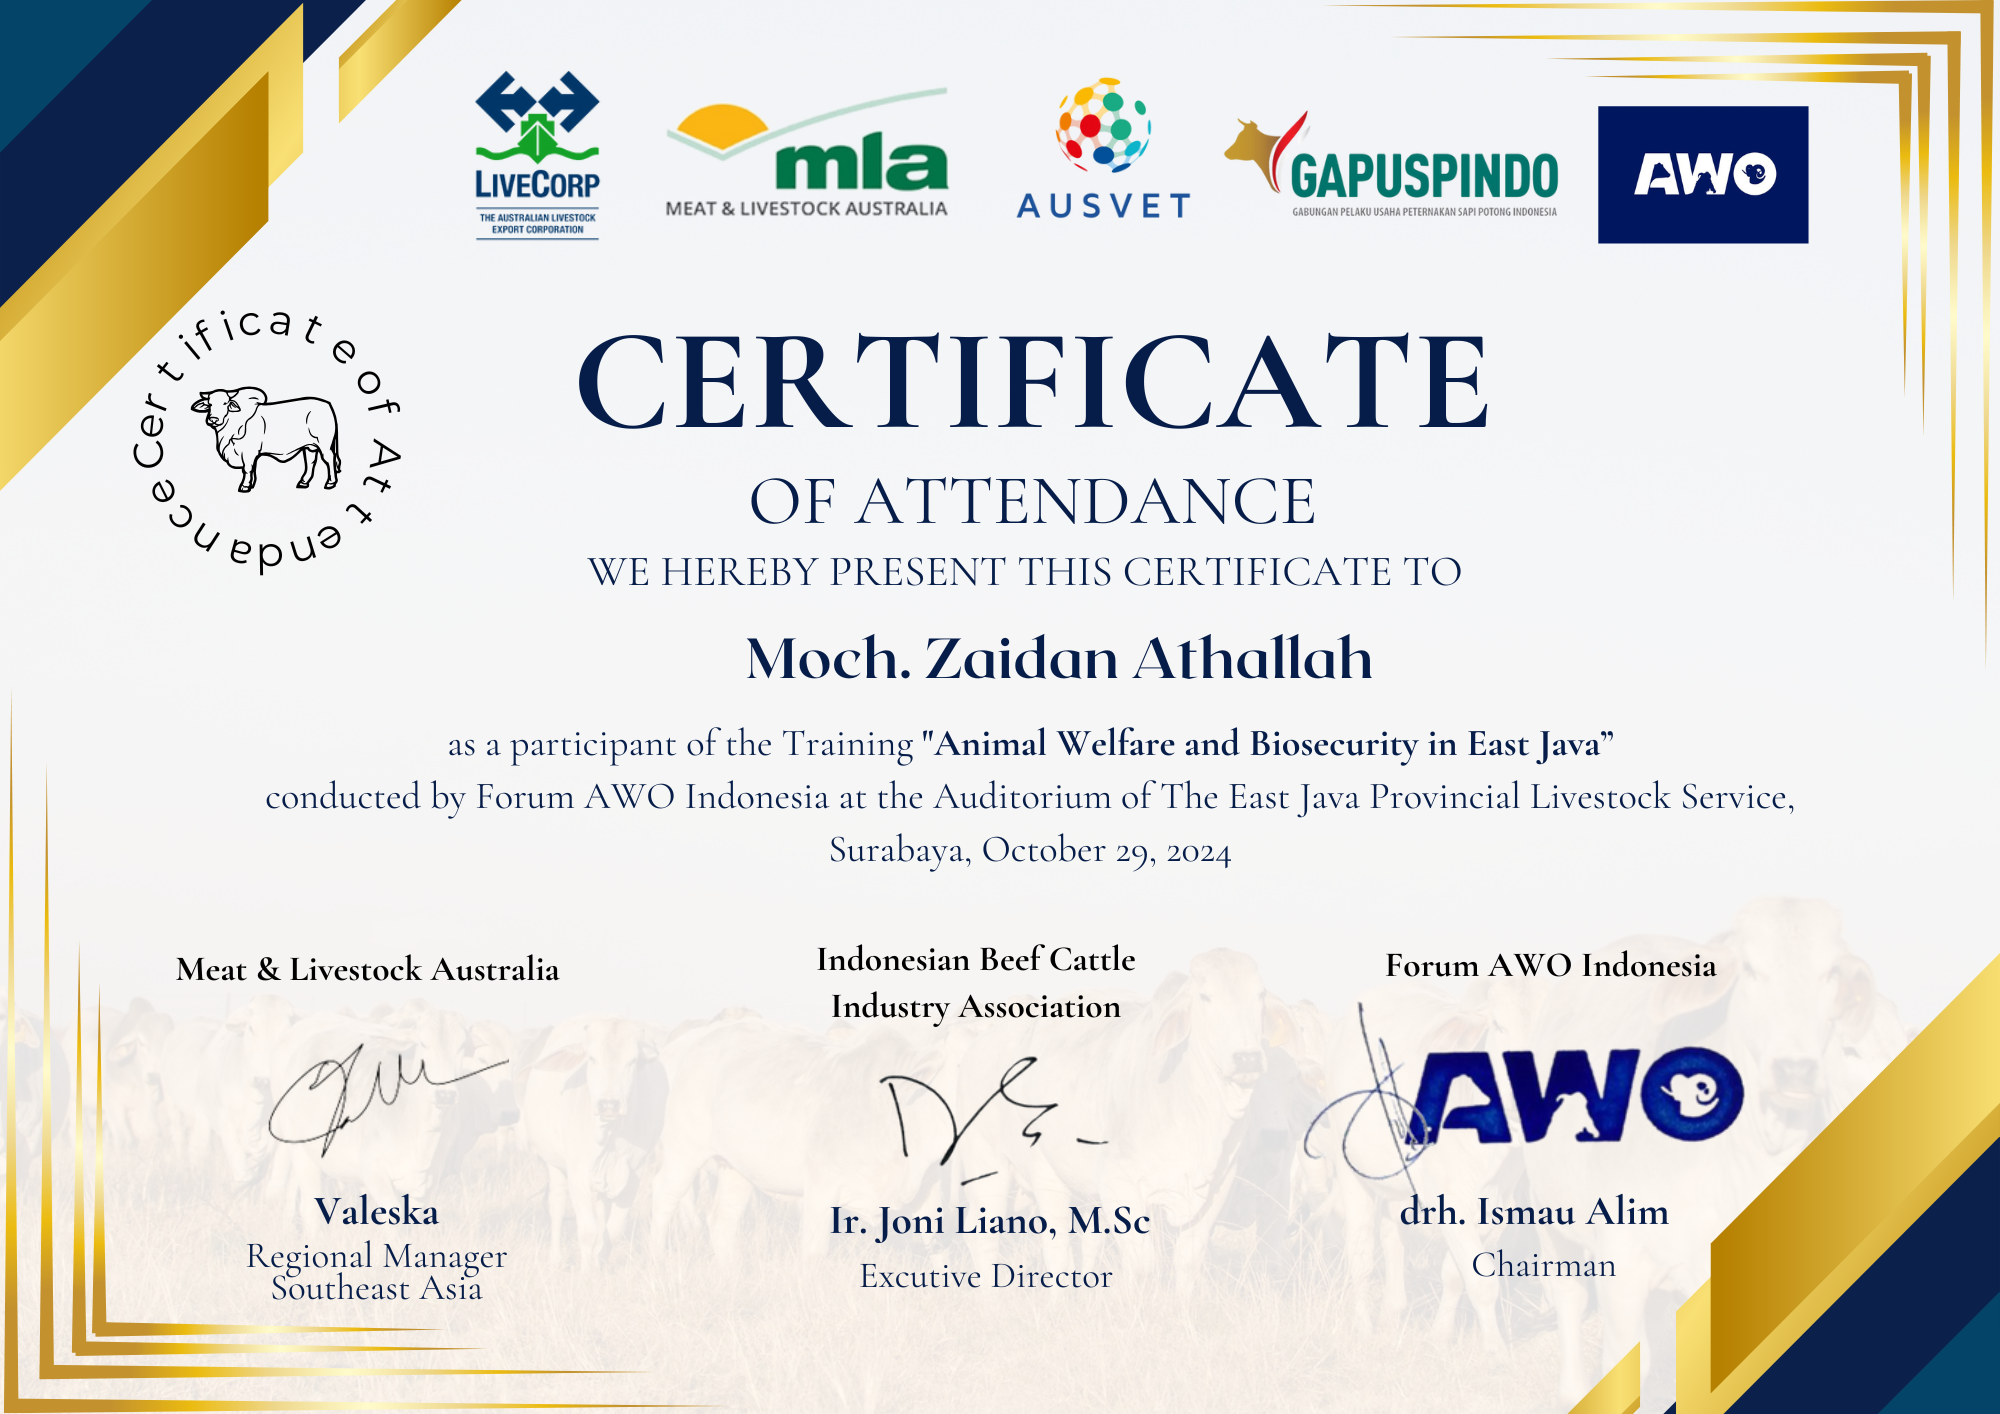 LIVECORP
THE AUSTRALIAN LIVESTOCK
EXPORT CORPORATION
mla
MEAT & LIVESTOCK AUSTRALIA
AUSVET
GAPUSPINDO
GABUNGAN PELAKU USAHA PETERNAKAN SAPI POTONG INDONESIA
AWO
Certificate of Attendance
CERTIFICATE
OF ATTENDANCE
WE HEREBY PRESENT THIS CERTIFICATE TO
Moch. Zaidan Athallah
as a participant of the Training "Animal Welfare and Biosecurity in East Java”
conducted by Forum AWO Indonesia at the Auditorium of The East Java Provincial Livestock Service,
Surabaya, October 29, 2024
Meat & Livestock Australia
Valeska
Regional Manager
Southeast Asia
Indonesian Beef Cattle
Industry Association
Ir. Joni Liano, M.Sc
Excutive Director
Forum AWO Indonesia
AWO
drh. Ismau Alim
Chairman